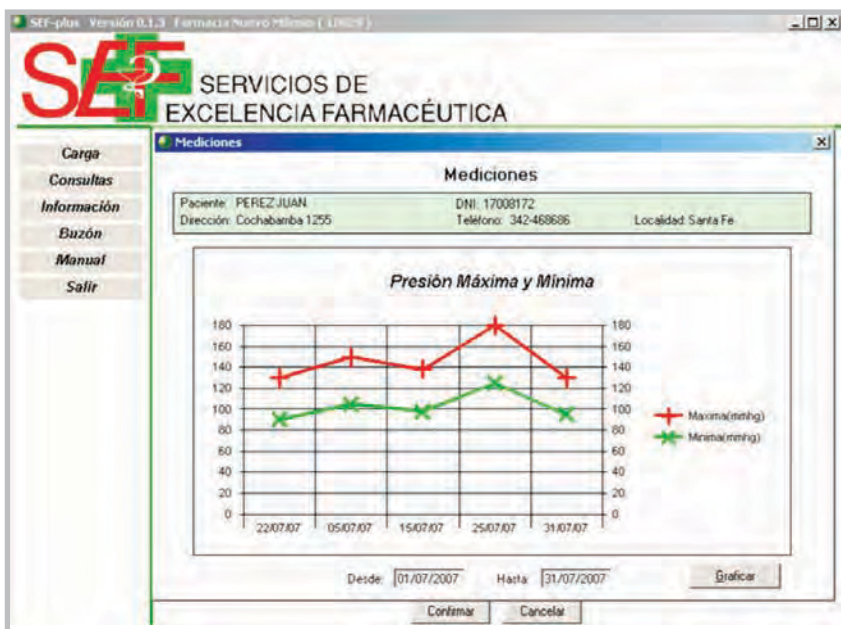 SEF-plus Versión 0.1.3 Farmacia Nuevo Milenio
SEF
SERVICIOS DE
EXCELENCIA FARMACÉUTICA
Carga
Consultas
Información
Buzón
Manual
Salir
Mediciones
Mediciones
Paciente: PEREZ JUAN DNI: 17008172
Dirección: Cochabamba 1255 Teléfono: 342-468686 Localidad: Santa Fe
Presión Máxima y Mínima
180 180
160 160
140 140
120 120
100 100
80 80
60 60
40 40
20 20
0 0
22/07/07 05/07/07 15/07/07 25/07/07 31/07/07
Maxima(mmhg)
Minima(mmhg)
Desde: 01/07/2007 Hasta: 31/07/2007 Graficar
Confirmar Cancelar